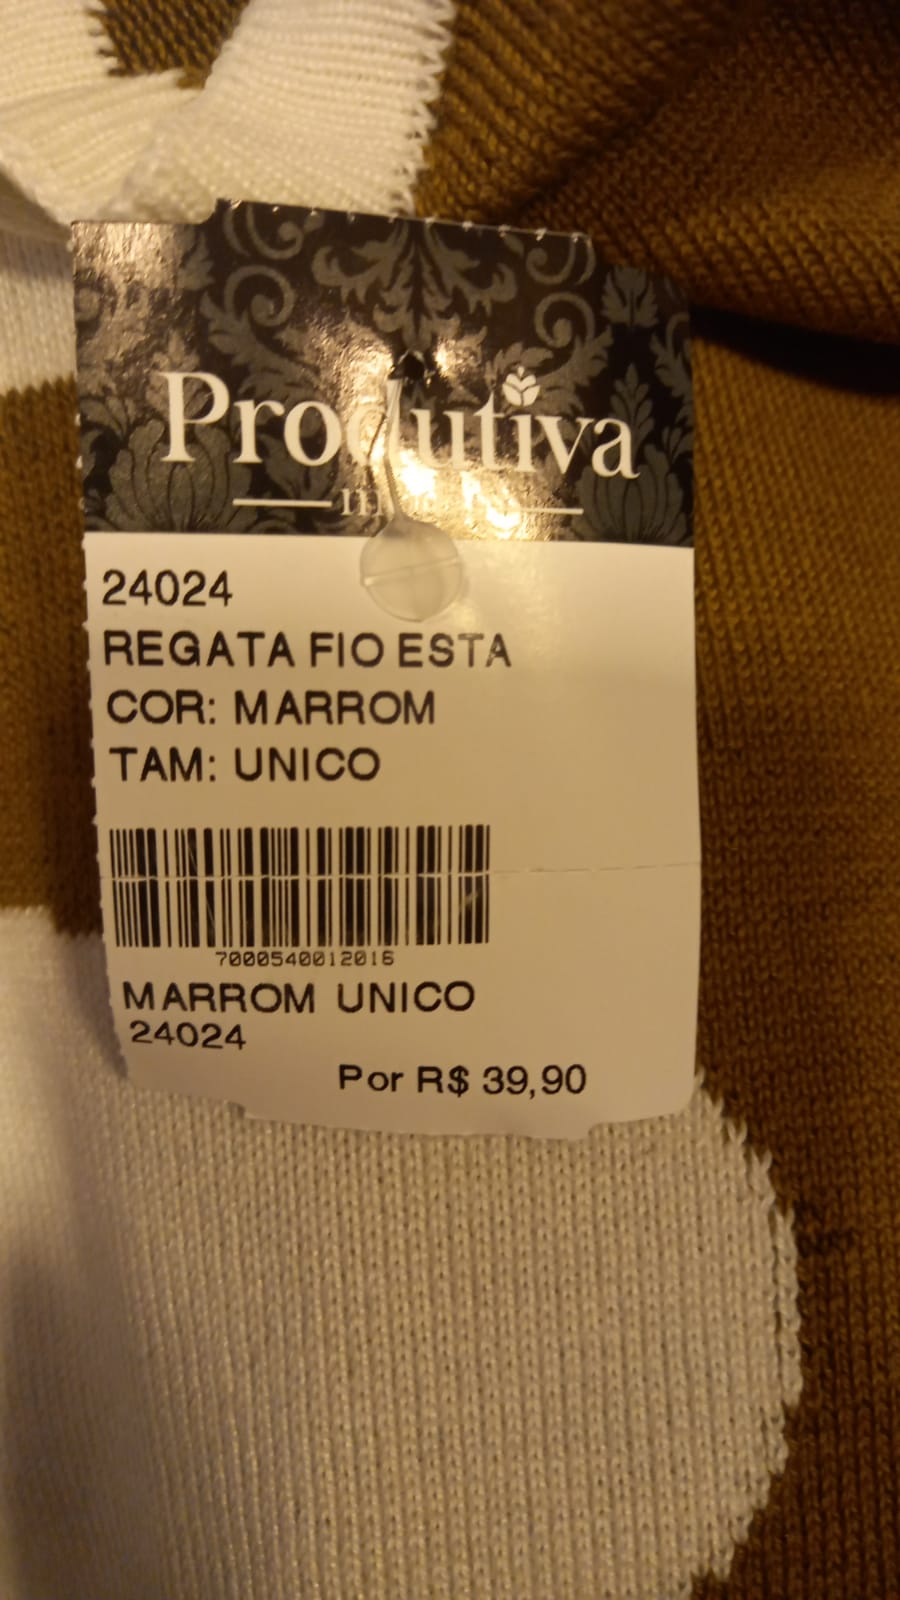 Produtiva
24024
REGATA FIO ESTA
COR: MARROM
TAM: UNICO
7000540012016
MARROM UNICO
24024
Por R$ 39,90